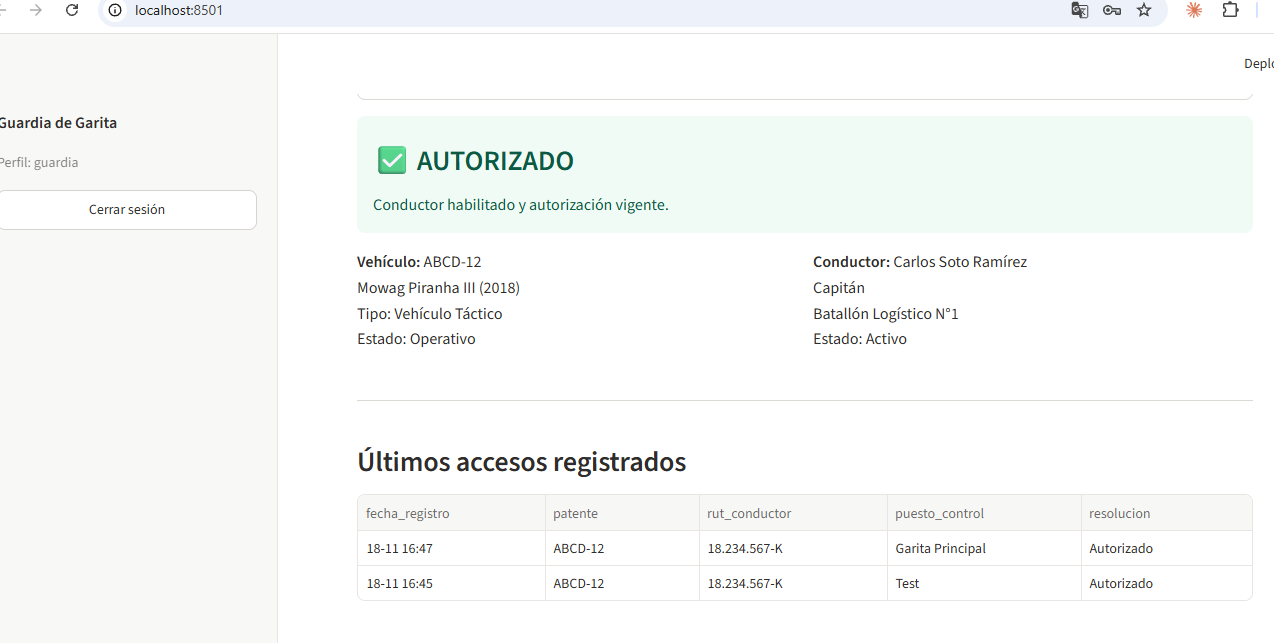 localhost:8501
Guardia de Garita
Perfil: guardia
Cerrar sesión
✅ AUTORIZADO
Conductor habilitado y autorización vigente.
Vehículo: ABCD-12
Mowag Piranha III (2018)
Tipo: Vehículo Táctico
Estado: Operativo
Conductor: Carlos Soto Ramírez
Capitán
Batallón Logístico N°1
Estado: Activo
Últimos accesos registrados
fecha_registro patente rut_conductor puesto_control resolucion
18-11 16:47 ABCD-12 18.234.567-K Garita Principal Autorizado
18-11 16:45 ABCD-12 18.234.567-K Test Autorizado